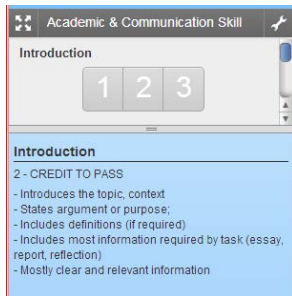 Academic & Communication Skill
Introduction
1 2 3
Introduction
2 - CREDIT TO PASS
- Introduces the topic, context
- States argument or purpose;
- Includes definitions (if required)
- Includes most information required by task (essay,
report, reflection)
- Mostly clear and relevant information